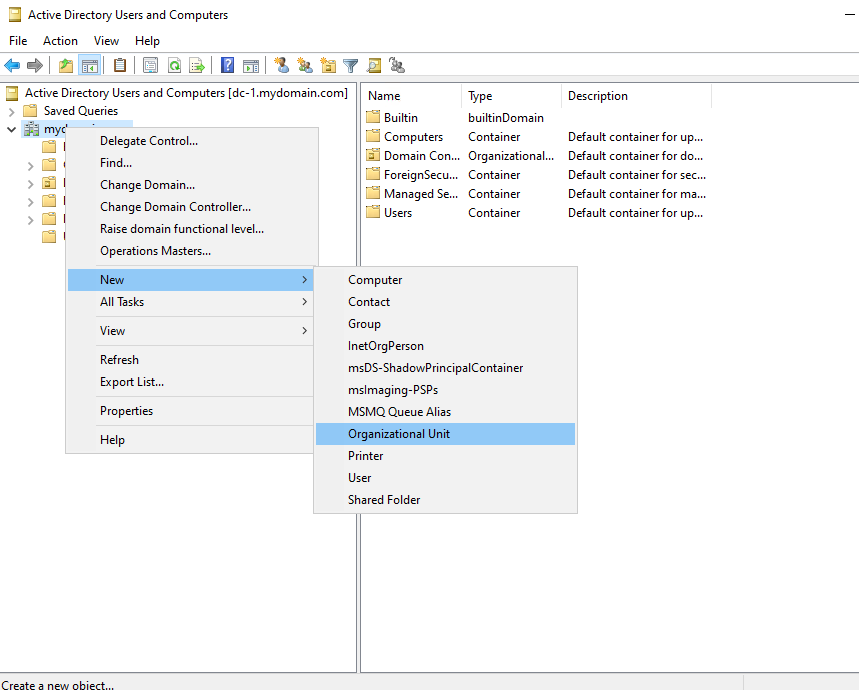 Active Directory Users and Computers
File Action View Help
Active Directory Users and Computers [dc-1.mydomain.com]
Saved Queries
Delegate Control...
Find...
Change Domain...
Change Domain Controller...
Raise domain functional level...
Operations Masters...
New
All Tasks
View
Refresh
Export List...
Properties
Help
Computer
Contact
Group
InetOrgPerson
msDS-ShadowPrincipalContainer
msImaging-PSPs
MSMQ Queue Alias
Organizational Unit
Printer
User
Shared Folder
Name Type Description
Builtin builtinDomain
Computers Container Default container for up...
Domain Con... Organizational... Default container for do...
ForeignSecu... Container Default container for sec...
Managed Se... Container Default container for ma...
Users Container Default container for up...
Create a new object...